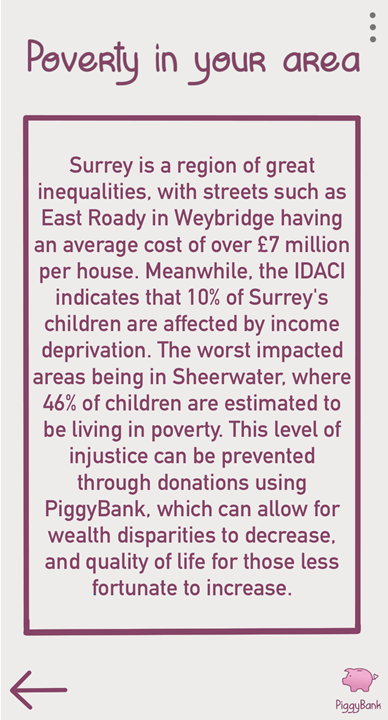 Poverty in your area
Surrey is a region of great
inequalities, with streets such as
East Roady in Weybridge having
an average cost of over £7 million
per house. Meanwhile, the IDACI
indicates that 10% of Surrey's
children are affected by income
deprivation. The worst impacted
areas being in Sheerwater, where
46% of children are estimated to
be living in poverty. This level of
injustice can be prevented
through donations using
PiggyBank, which can allow for
wealth disparities to decrease,
and quality of life for those less
fortunate to increase.
PiggyBank